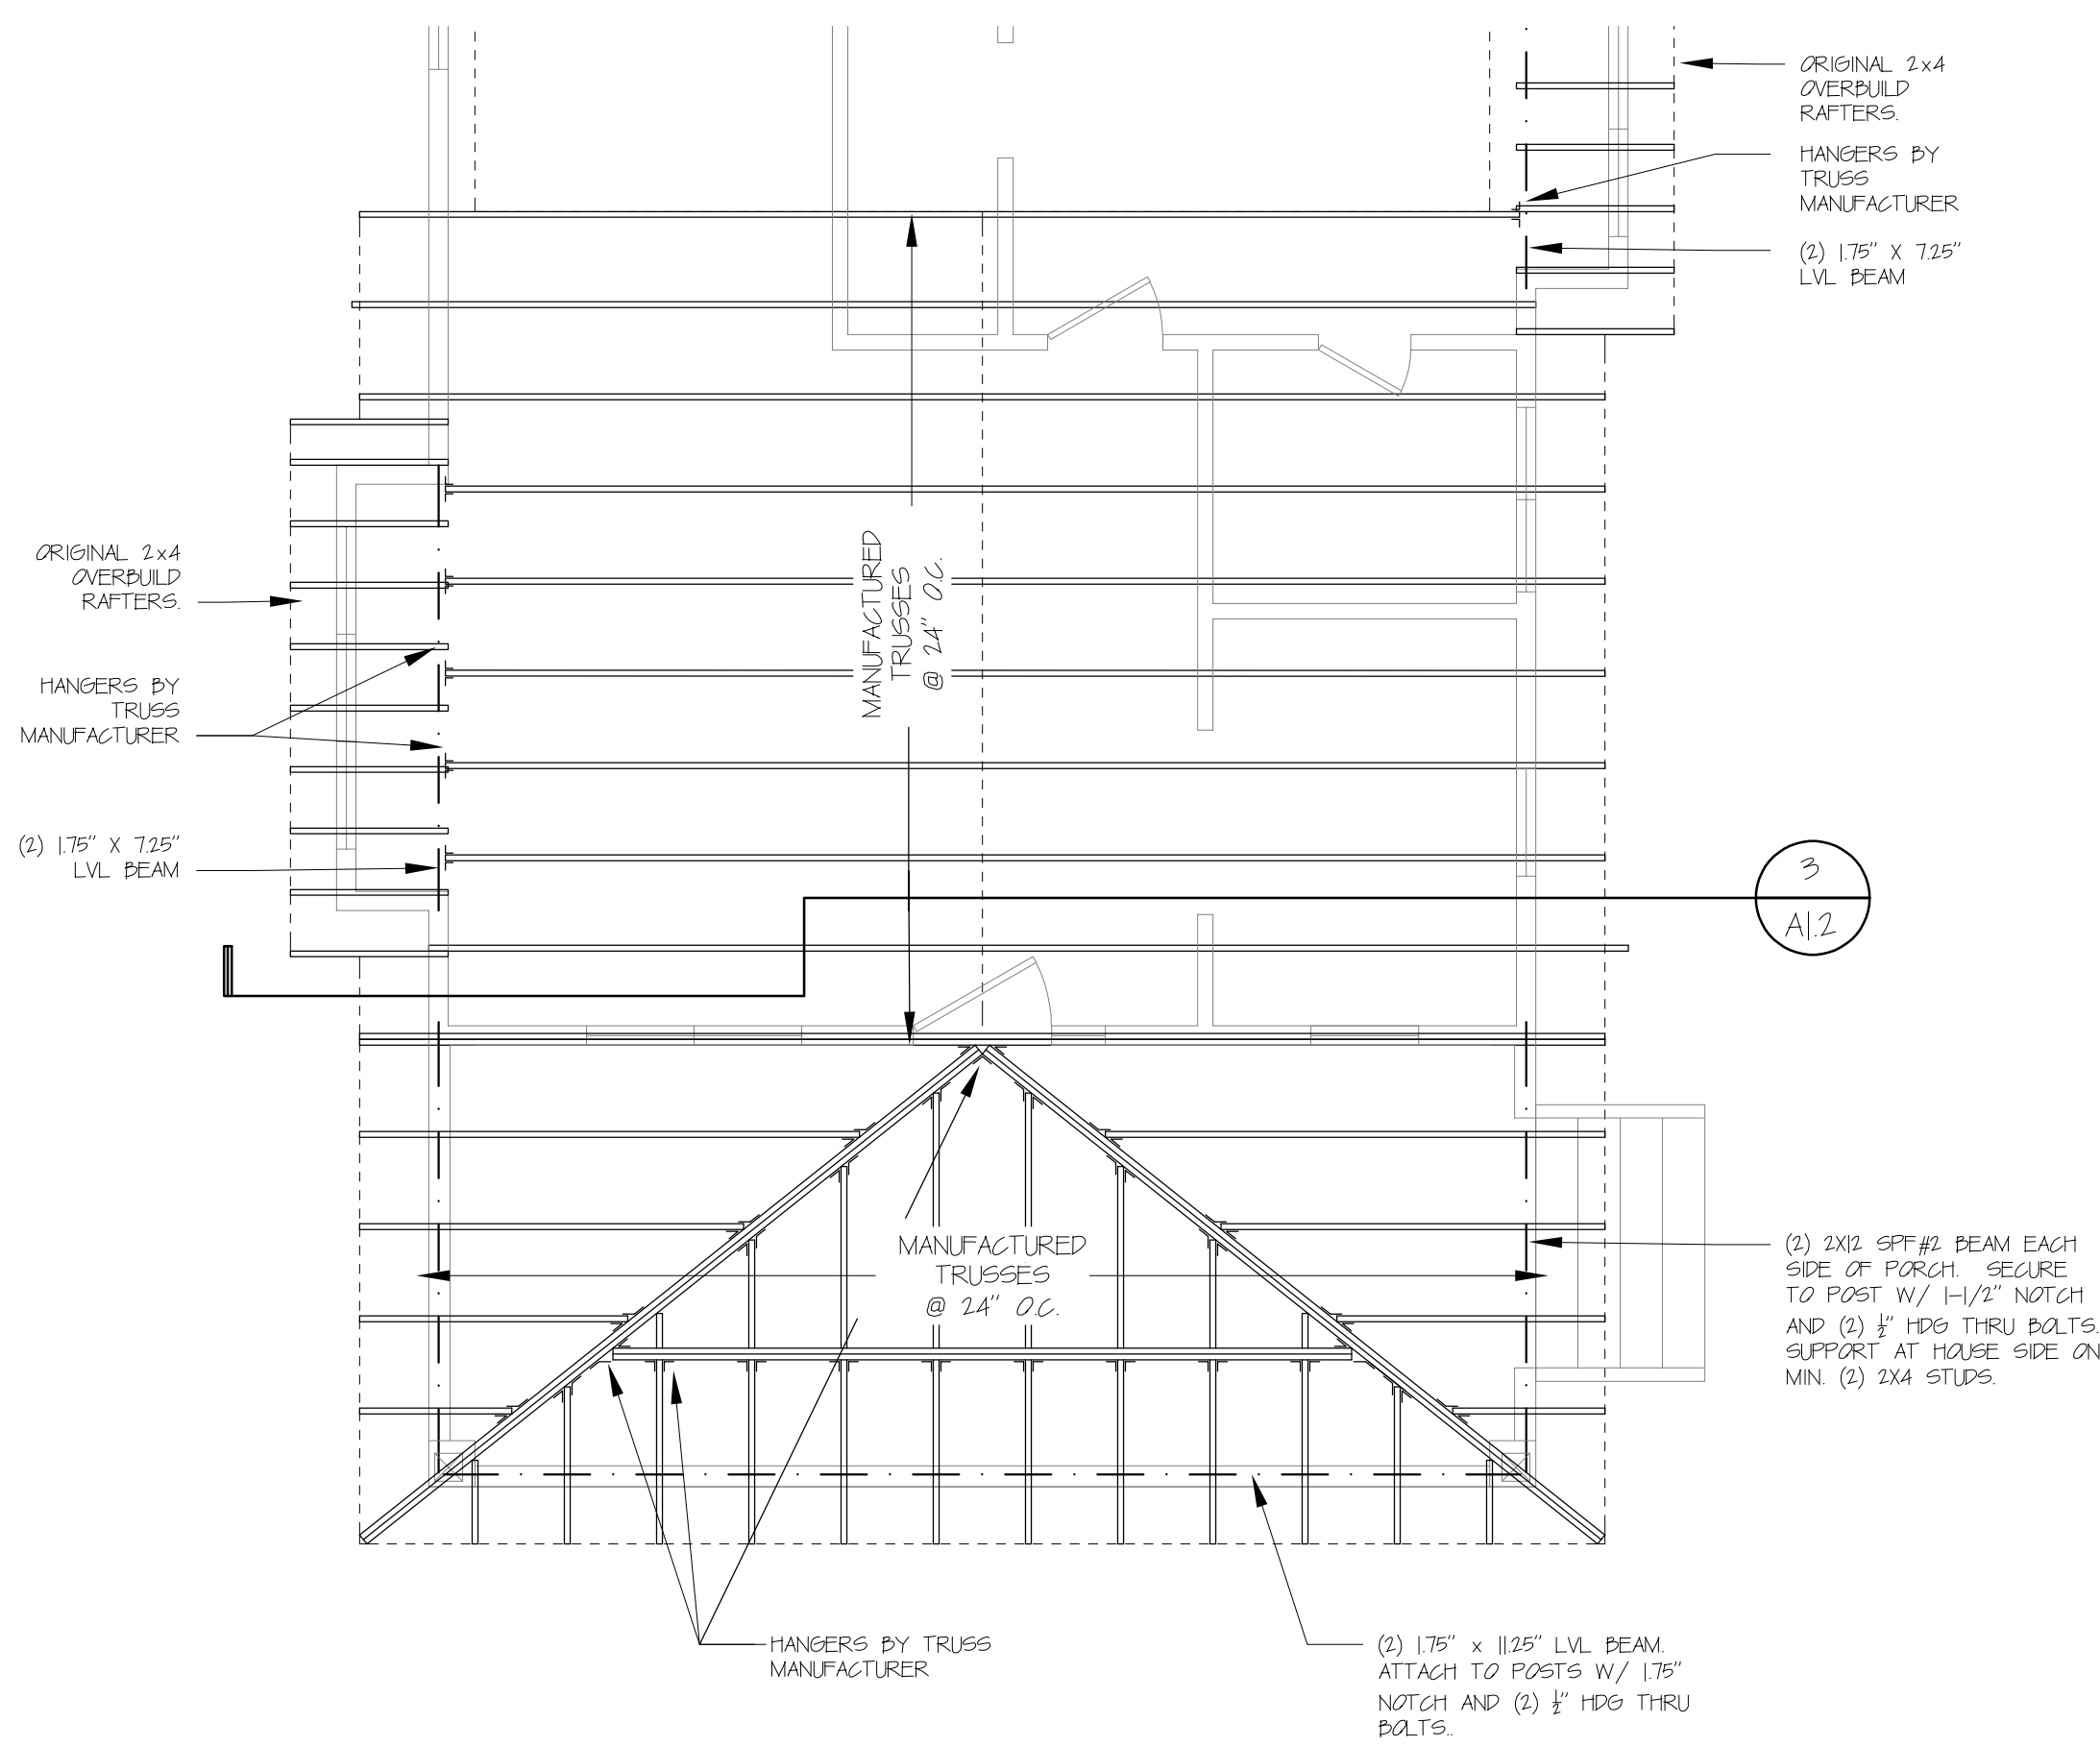 ORIGINAL 2x4
OVERBUILD
RAFTERS.
HANGERS BY
TRUSS
MANUFACTURER
(2) 1.75" X 7.25"
LVL BEAM
ORIGINAL 2x4
OVERBUILD
RAFTERS.
HANGERS BY
TRUSS
MANUFACTURER
(2) 1.75" X 7.25"
LVL BEAM
MANUFACTURED
TRUSSES
@ 24" O.C.
3
A1.2
MANUFACTURED
TRUSSES
@ 24" O.C.
(2) 2X12 SPF#2 BEAM EACH
SIDE OF PORCH. SECURE
TO POST W/ 1-1/2" NOTCH
AND (2) ½" HDG THRU BOLTS.
SUPPORT AT HOUSE SIDE ON
MIN. (2) 2X4 STUDS.
HANGERS BY TRUSS
MANUFACTURER
(2) 1.75" x 11.25" LVL BEAM.
ATTACH TO POSTS W/ 1.75"
NOTCH AND (2) ½" HDG THRU
BOLTS..